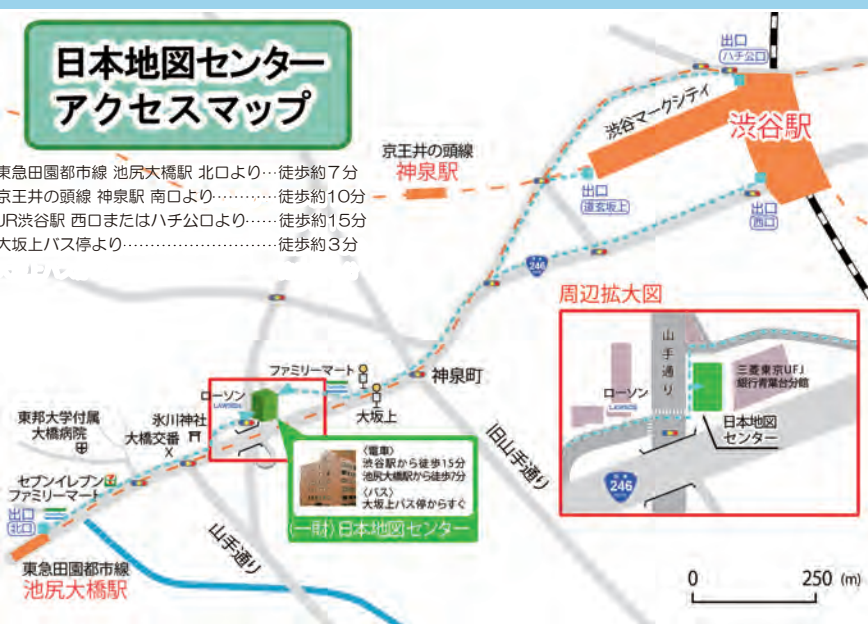 日本地図センター
アクセスマップ
東急田園都市線 池尻大橋駅 北口より…徒歩約7分
京王井の頭線 神泉駅 南口より…………徒歩約10分
JR渋谷駅 西口またはハチ公口より……徒歩約15分
大坂上バス停より…………………………徒歩約3分
出口
ハチ公口
渋谷マークシティ
渋谷駅
京王井の頭線
神泉駅
出口
道玄坂上
出口
西口
246
周辺拡大図
山手通り
ローソン
LAWSON
三菱東京UFJ
銀行青葉台分館
日本地図
センター
246
ファミリーマート
神泉町
ローソン
LAWSON
大坂上
東邦大学付属
大橋病院
氷川神社
大橋交番
セブンイレブン
ファミリーマート
出口
北口
〈電車〉
渋谷駅から徒歩15分
池尻大橋駅から徒歩7分
〈バス〉
大坂上バス停からすぐ
(一財)日本地図センター
旧山手通り
山手通り
東急田園都市線
池尻大橋駅
0 250 (m)